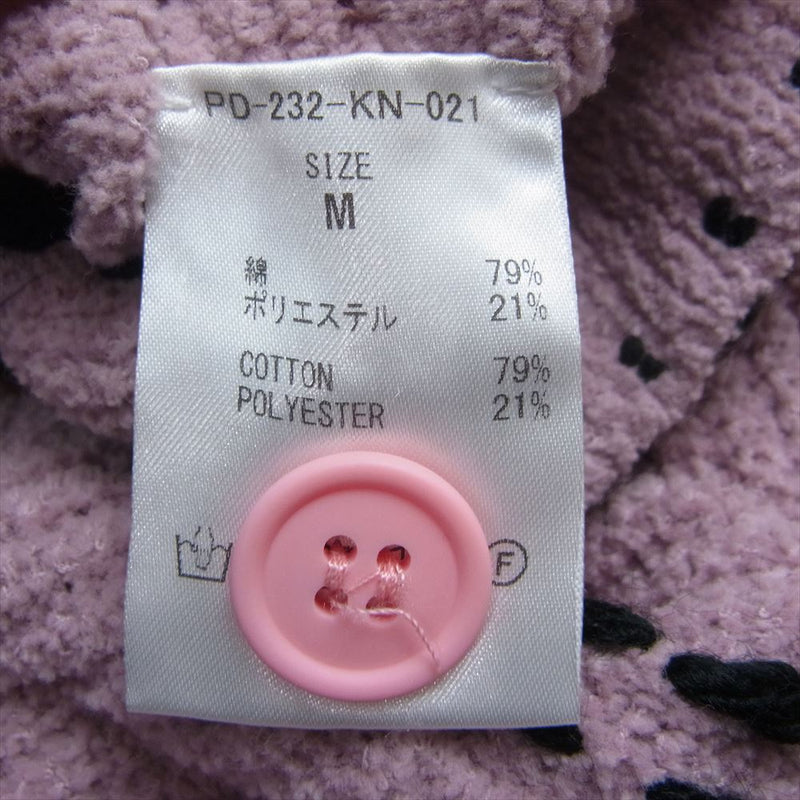 PD-232-KN-021
SIZE
M
綿 79%
ポリエステル 21%
COTTON 79%
POLYESTER 21%
F